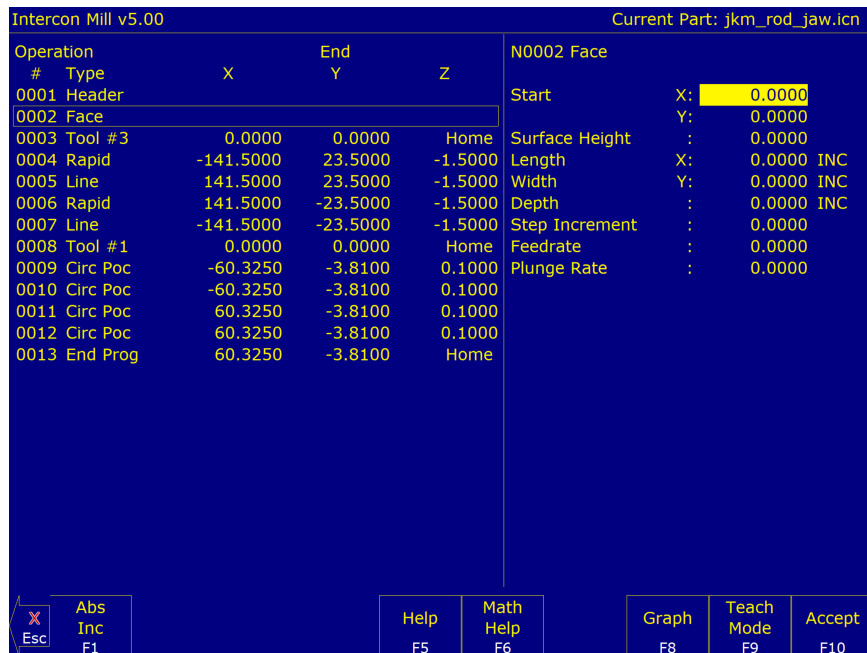 Intercon Mill v5.00 Current Part: jkm_rod_jaw.icn
Operation End
# Type X Y Z
0001 Header
0002 Face
0003 Tool #3 0.0000 0.0000 Home
0004 Rapid -141.5000 23.5000 -1.5000
0005 Line 141.5000 23.5000 -1.5000
0006 Rapid 141.5000 -23.5000 -1.5000
0007 Line -141.5000 -23.5000 -1.5000
0008 Tool #1 0.0000 0.0000 Home
0009 Circ Poc -60.3250 -3.8100 0.1000
0010 Circ Poc -60.3250 -3.8100 0.1000
0011 Circ Poc 60.3250 -3.8100 0.1000
0012 Circ Poc 60.3250 -3.8100 0.1000
0013 End Prog 60.3250 -3.8100 Home
N0002 Face
Start X: 0.0000
Y: 0.0000
Surface Height : 0.0000
Length X: 0.0000 INC
Width Y: 0.0000 INC
Depth : 0.0000 INC
Step Increment : 0.0000
Feedrate : 0.0000
Plunge Rate : 0.0000
X
Esc
Abs
Inc
F1
Help
F5
Math
Help
F6
Graph
F8
Teach
Mode
F9
Accept
F10